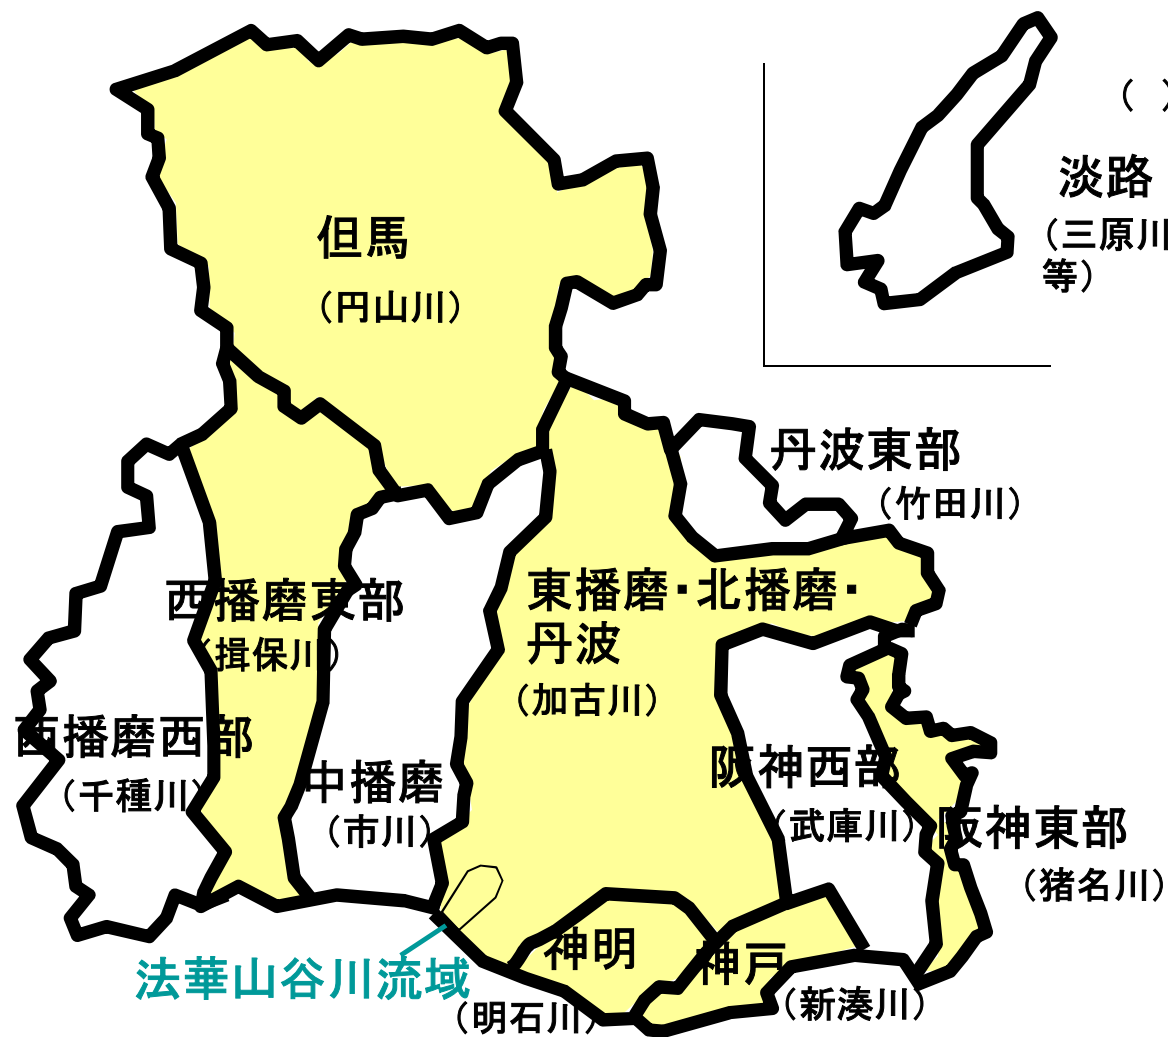 （ ）
淡路
（三原川
等）
但馬
（円山川）
丹波東部
（竹田川）
西播磨東部
（揖保川）
東播磨・北播磨・
丹波
（加古川）
西播磨西部
（千種川）
中播磨
（市川）
阪神西部
（武庫川）
阪神東部
（猪名川）
神明
（明石川）
神戸
（新湊川）
法華山谷川流域